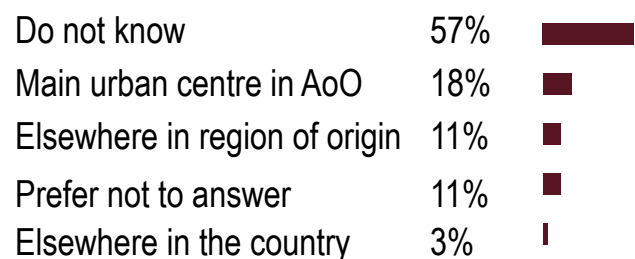 Do not know 57%
Main urban centre in AoO 18%
Elsewhere in region of origin 11%
Prefer not to answer 11%
Elsewhere in the country 3%